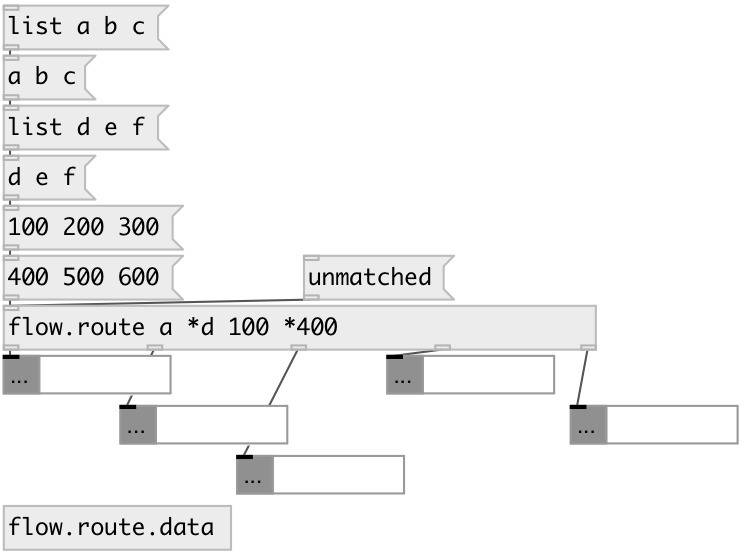 list a b c
a b c
list d e f
d e f
100 200 300
400 500 600
unmatched
flow.route a *d 100 *400
...
...
...
...
...
flow.route.data